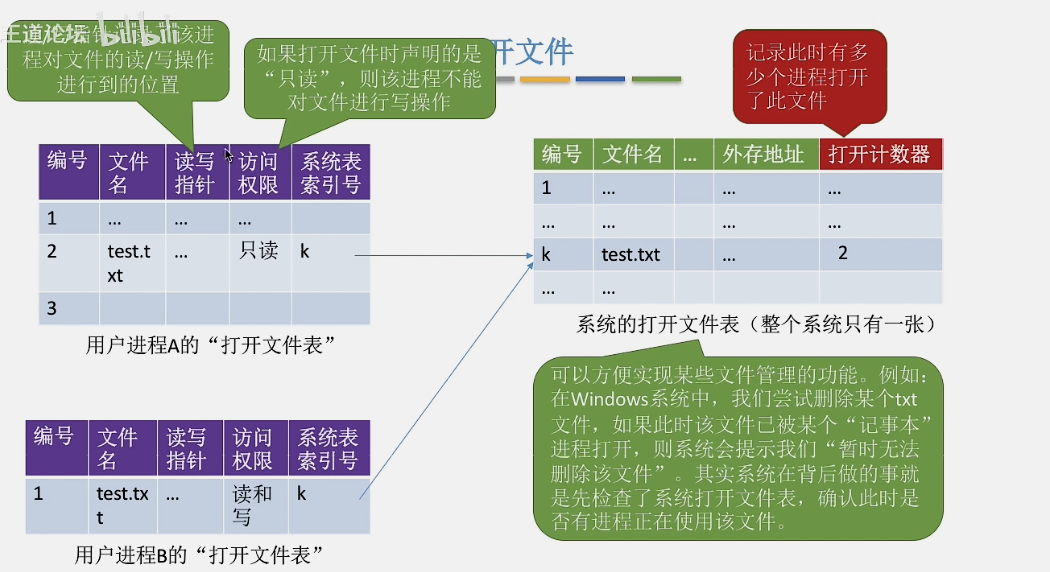 王道论坛 bilibili
该进
程对文件的读/写操作
进行到的位置
如果打开文件时声明的是
“只读”，则该进程不能
对文件进行写操作
开文件
记录此时有多
少个进程打开
了此文件
编号 文件名 读写指针 访问权限 系统表索引号
1 … … …
2 test.txt … 只读 k
3
用户进程A的“打开文件表”
编号 文件名 … 外存地址 打开计数器
1 … … …
… … … …
k test.txt … 2
… …
系统的打开文件表（整个系统只有一张）
编号 文件名 读写指针 访问权限 系统表索引号
1 test.txt … 读和写 k
用户进程B的“打开文件表”
可以方便实现某些文件管理的功能。例如：
在Windows系统中，我们尝试删除某个txt
文件，如果此时该文件已被某个“记事本”
进程打开，则系统会提示我们“暂时无法
删除该文件”。其实系统在背后做的事就
是先检查了系统打开文件表，确认此时是
否有进程正在使用该文件。